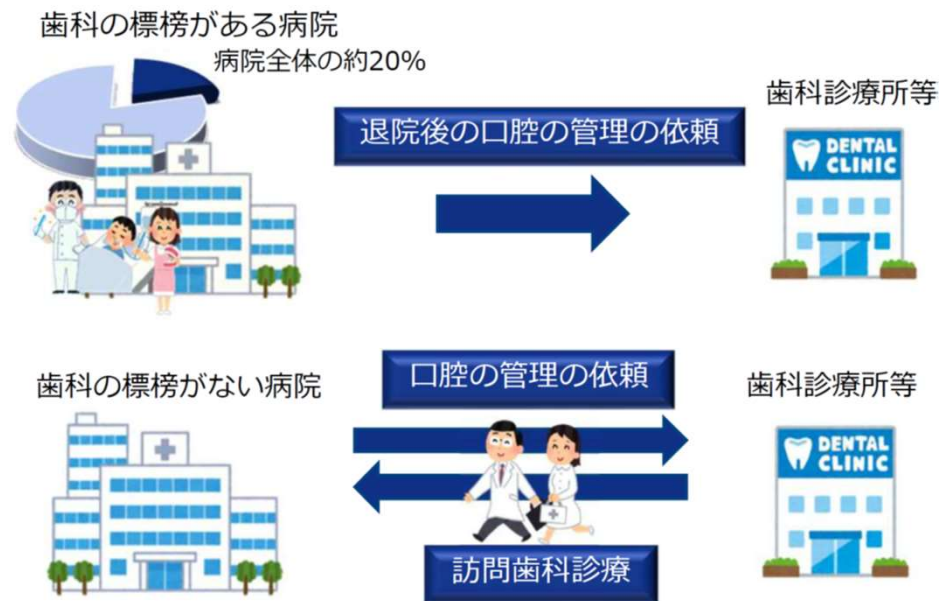 歯科の標榜がある病院
病院全体の約20%
退院後の口腔の管理の依頼
歯科診療所等
DENTAL
CLINIC
歯科の標榜がない病院
口腔の管理の依頼
歯科診療所等
DENTAL
CLINIC
訪問歯科診療